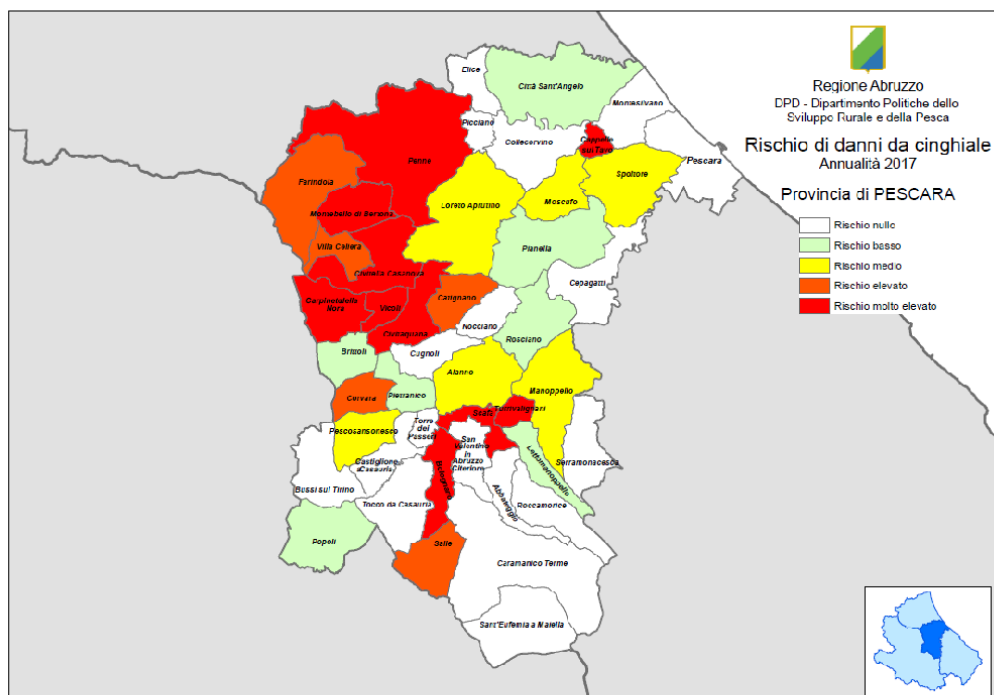 Regione Abruzzo
DPD - Dipartimento Politiche dello
Sviluppo Rurale e della Pesca
Rischio di danni da cinghiale
Annualità 2017
Provincia di PESCARA
Rischio nullo
Rischio basso
Rischio medio
Rischio elevato
Rischio molto elevato
Elice
Città Sant'Angelo
Montesilvano
Picciano
Collecorvino
Cappelle
sul Tavo
Pescara
Penne
Spoltore
Farindola
Loreto Aprutino
Moscufo
Montebello di Bertona
Villa Celiera
Pianella
Civitella Casanova
Cepagatti
Carpineto della
Nora
Vicoli
Catignano
Nocciano
Civitaquana
Rosciano
Brittoli
Cugnoli
Alanno
Manoppello
Pietranico
Corvara
Scafa
Turrivalignani
Torre
dei
Passeri
Pescosansonesco
San
Valentino in
Abruzzo
Citeriore
Lettomanoppello
Serramonacesca
Castiglione
a Casauria
Bolognano
Bussi sul Tirino
Abbateggio
Roccamorice
Tocco da Casauria
Popoli
Salle
Caramanico Terme
Sant'Eufemia a Maiella